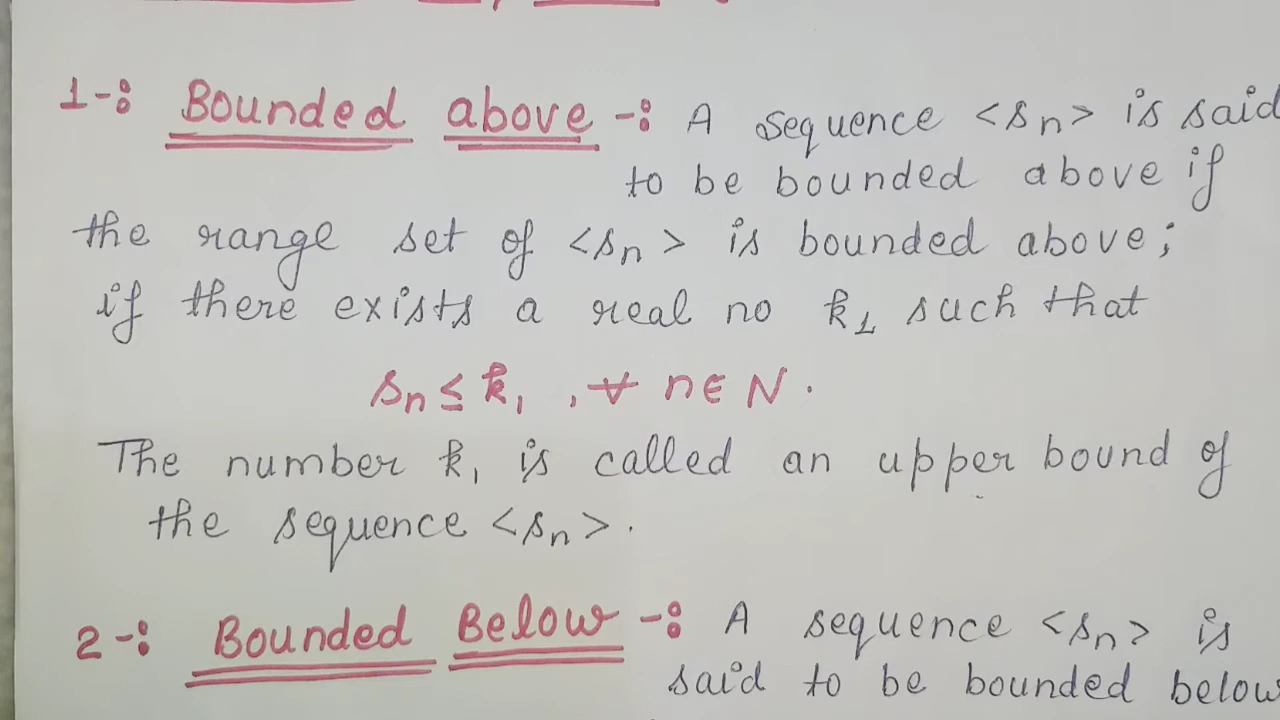 1-: Bounded above -: A sequence <sn> is said
to be bounded above if
the range set of <sn> is bounded above;
if there exists a real no k1 such that
sn ≤ k1, ∀ n ∈ N.
The number k1 is called an upper bound of
the sequence <sn>.
2-: Bounded Below -: A sequence <sn> is
said to be bounded below